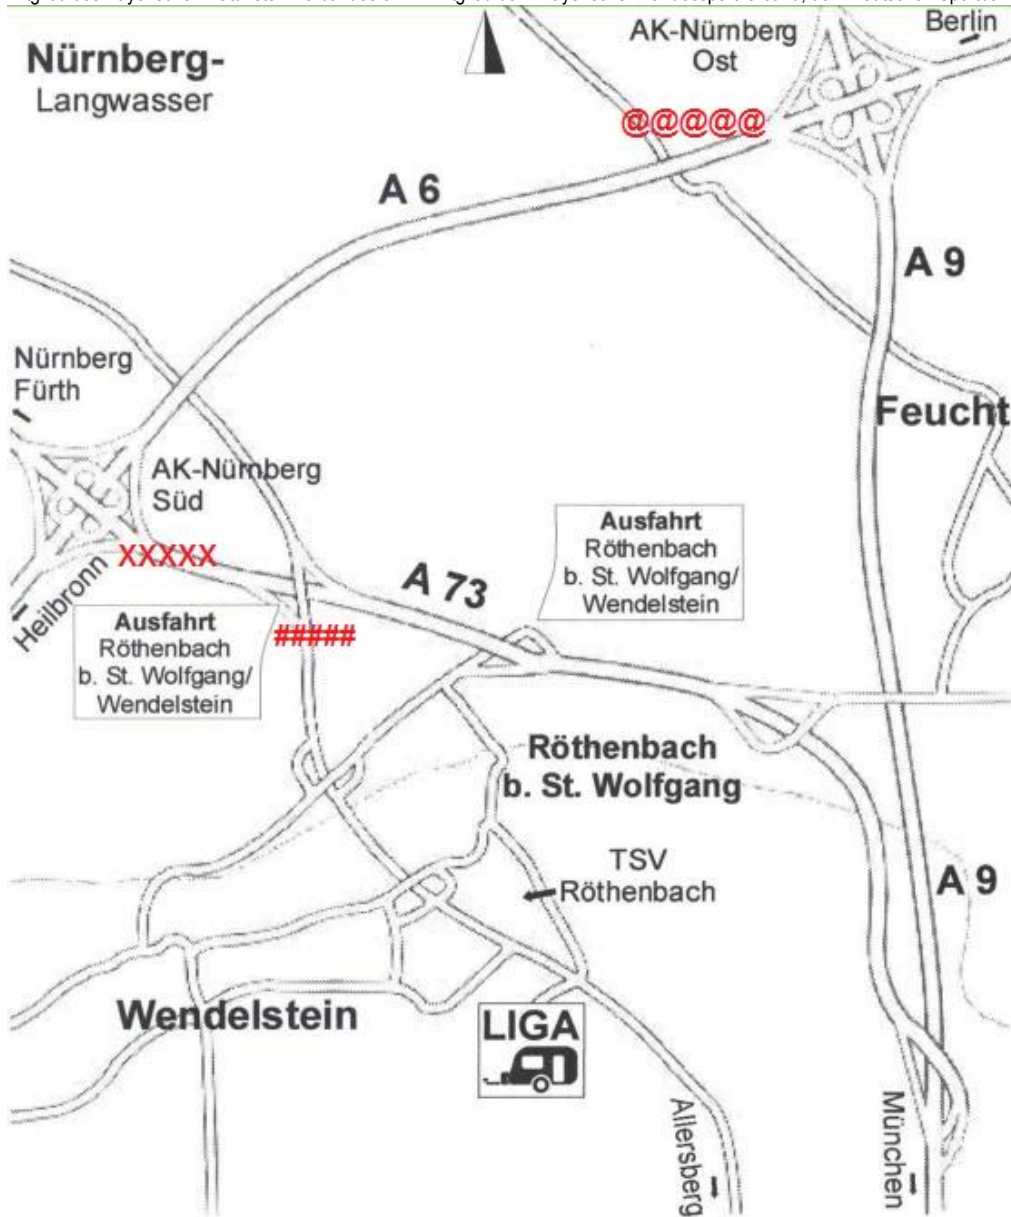 Nürnberg-
Langwasser
AK-Nürnberg
Ost
Berlin
@@@@@
A 6
A 9
Nürnberg
Fürth
Feucht
AK-Nürnberg
Süd
XXXXX
Heilbronn
A 73
Ausfahrt
Röthenbach
b. St. Wolfgang/
Wendelstein
Ausfahrt
Röthenbach
b. St. Wolfgang/
Wendelstein
#####
Röthenbach
b. St. Wolfgang
TSV
Röthenbach
A 9
Wendelstein
LIGA
Allersberg
München